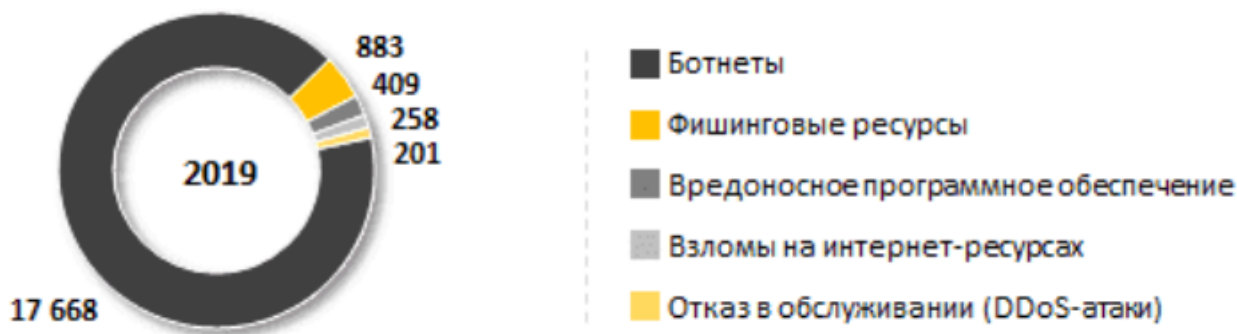 883
409
258
201
2019
17 668
Ботнеты
Фишинговые ресурсы
Вредоносное программное обеспечение
Взломы на интернет-ресурсах
Отказ в обслуживании (DDoS-атаки)